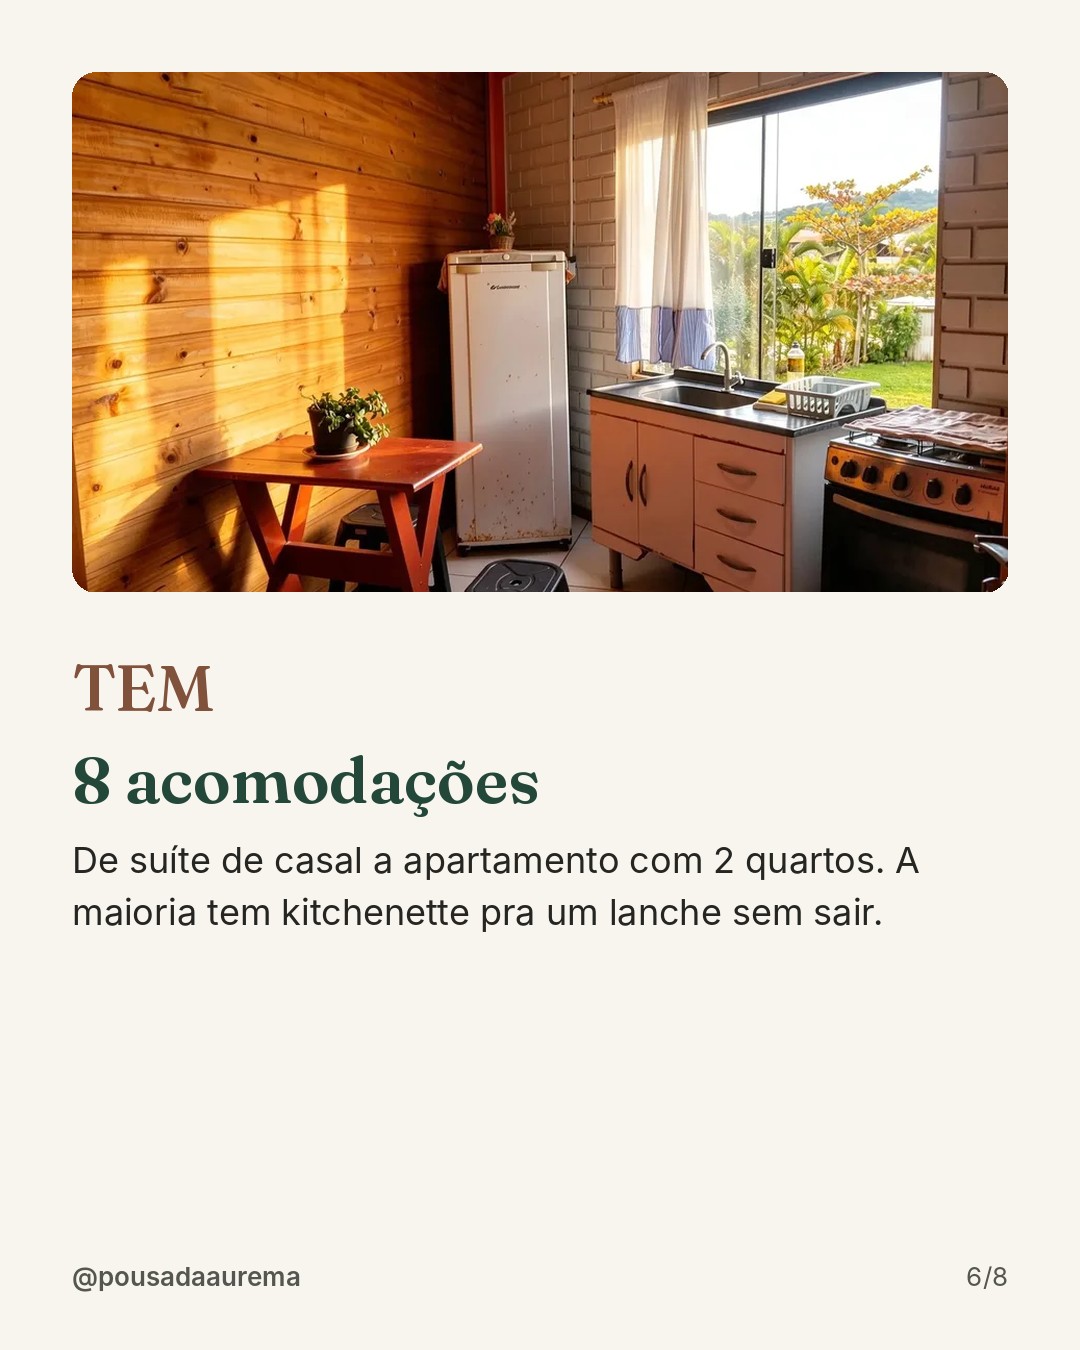 TEM
8 acomodações
De suíte de casal a apartamento com 2 quartos. A
maioria tem kitchenette pra um lanche sem sair.
@pousadaaurema
6/8